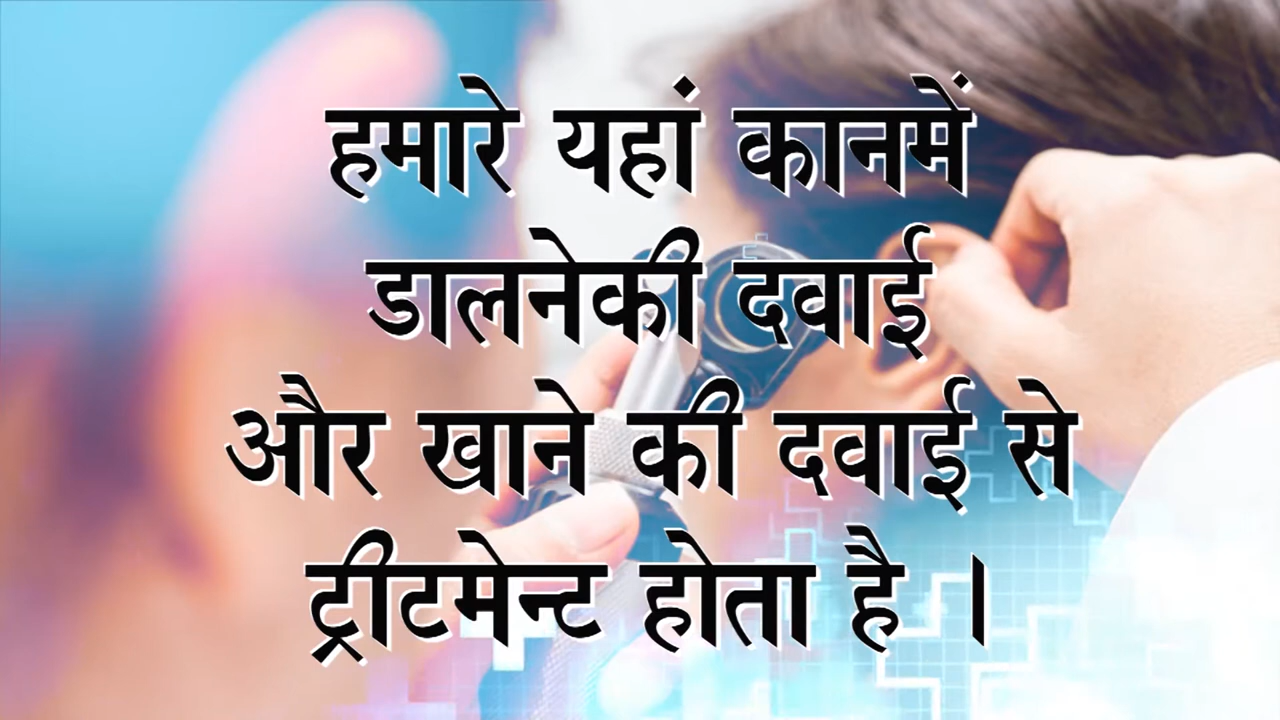 हमारे यहां कानमें
डालनेकी दवाई
और खाने की दवाई से
ट्रीटमेन्ट होता है ।